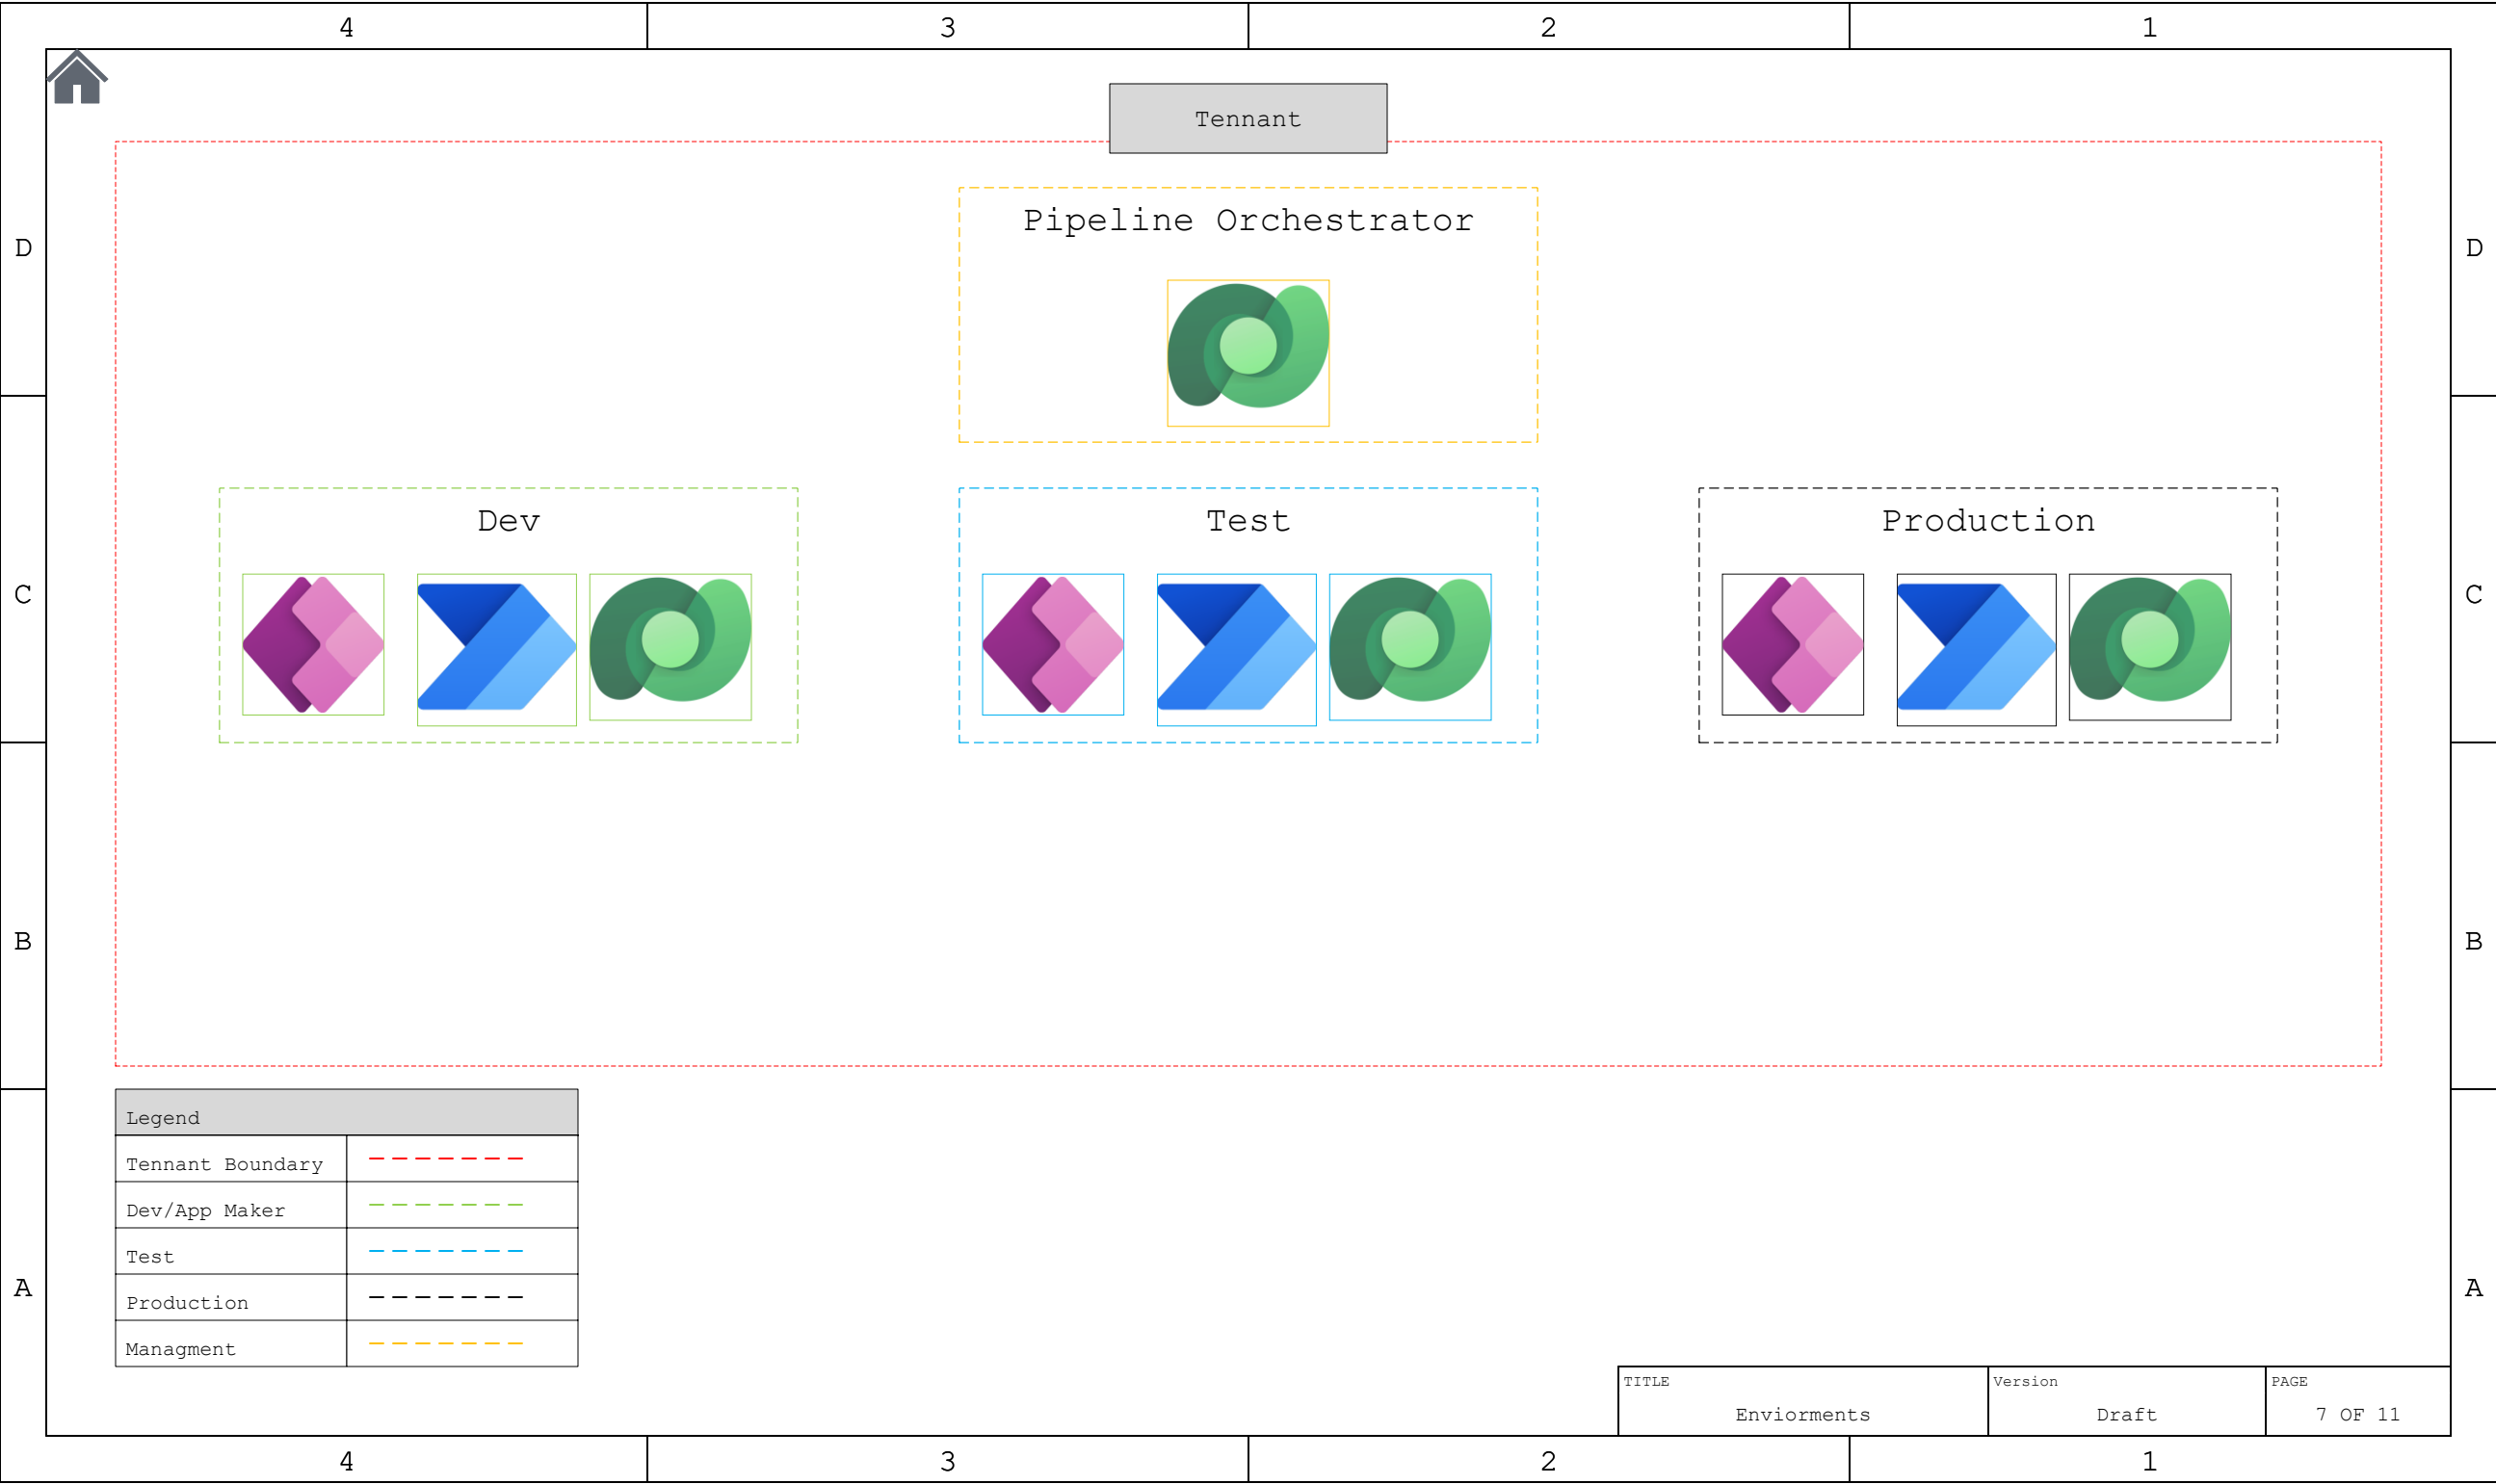 4 3 2 1
Tennant
Pipeline Orchestrator
D D
Dev Test Production
C C
B B
Legend
Tennant Boundary
Dev/App Maker
Test
Production
Managment
A A
TITLE Version PAGE
Enviorments Draft 7 OF 11
4 3 2 1